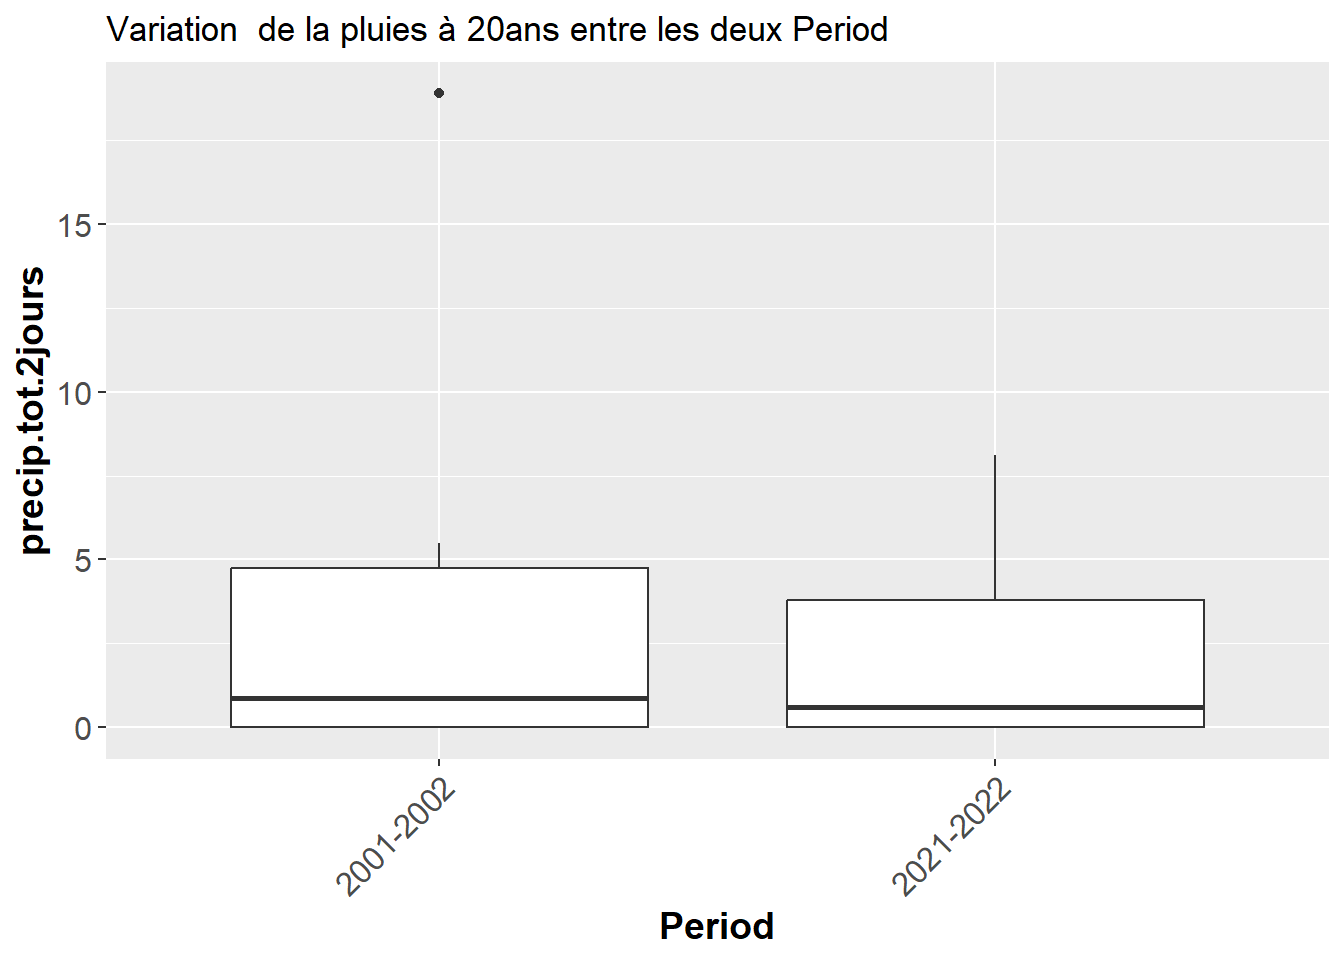 Variation  de la pluies à 20ans entre les deux Period
precip.tot.2jours
15
10
5
0
2001-2002
2021-2022
Period